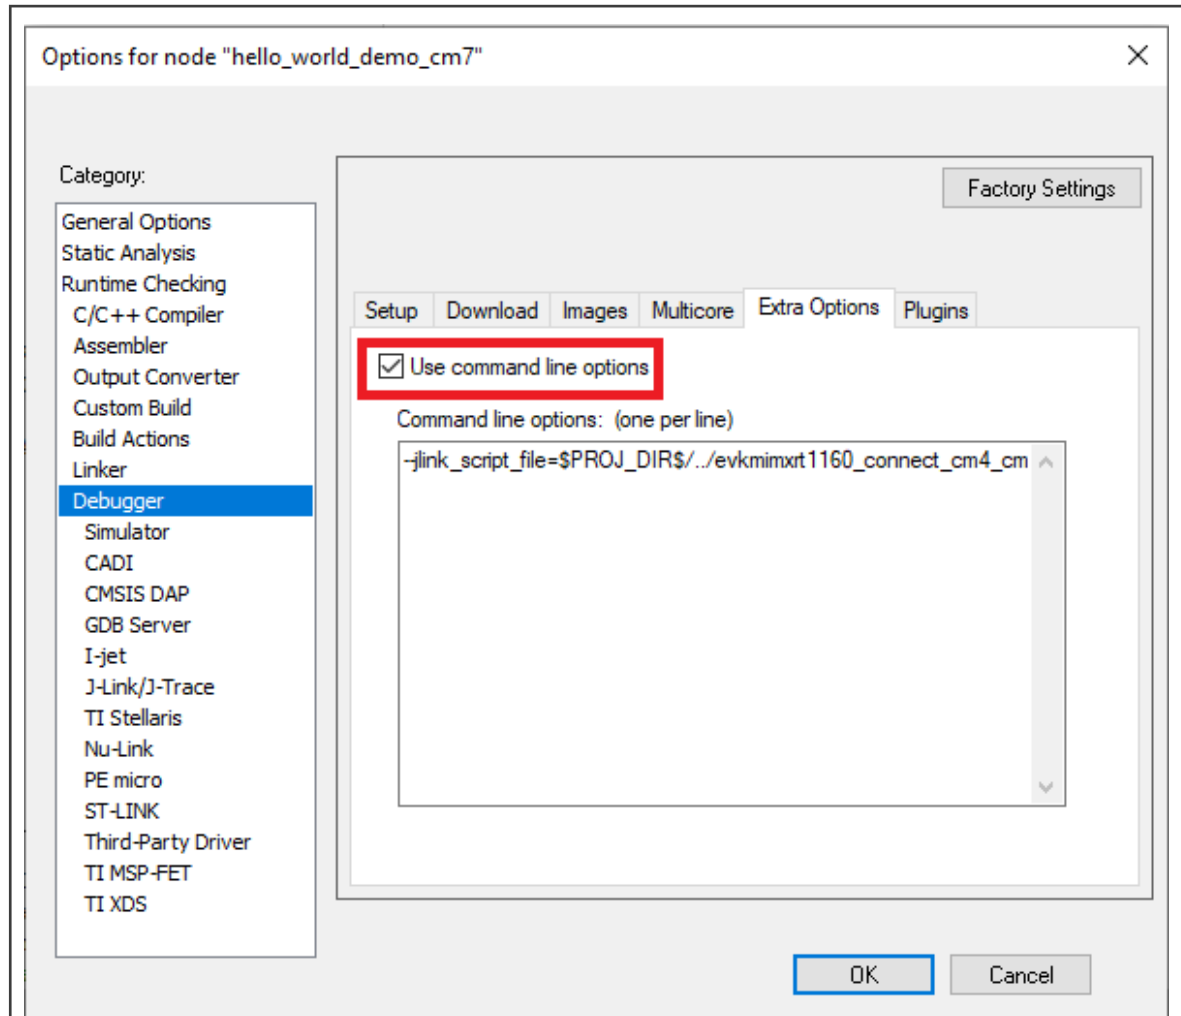 Options for node "hello_world_demo_cm7"
Category:
Factory Settings
General Options
Static Analysis
Runtime Checking
C/C++ Compiler
Assembler
Output Converter
Custom Build
Build Actions
Linker
Debugger
Simulator
CADI
CMSIS DAP
GDB Server
I-jet
J-Link/J-Trace
TI Stellaris
Nu-Link
PE micro
ST-LINK
Third-Party Driver
TI MSP-FET
TI XDS
Setup Download Images Multicore Extra Options Plugins
Use command line options
Command line options: (one per line)
--jlink_script_file=$PROJ_DIR$/../evkmimxrt1160_connect_cm4_cm
OK Cancel